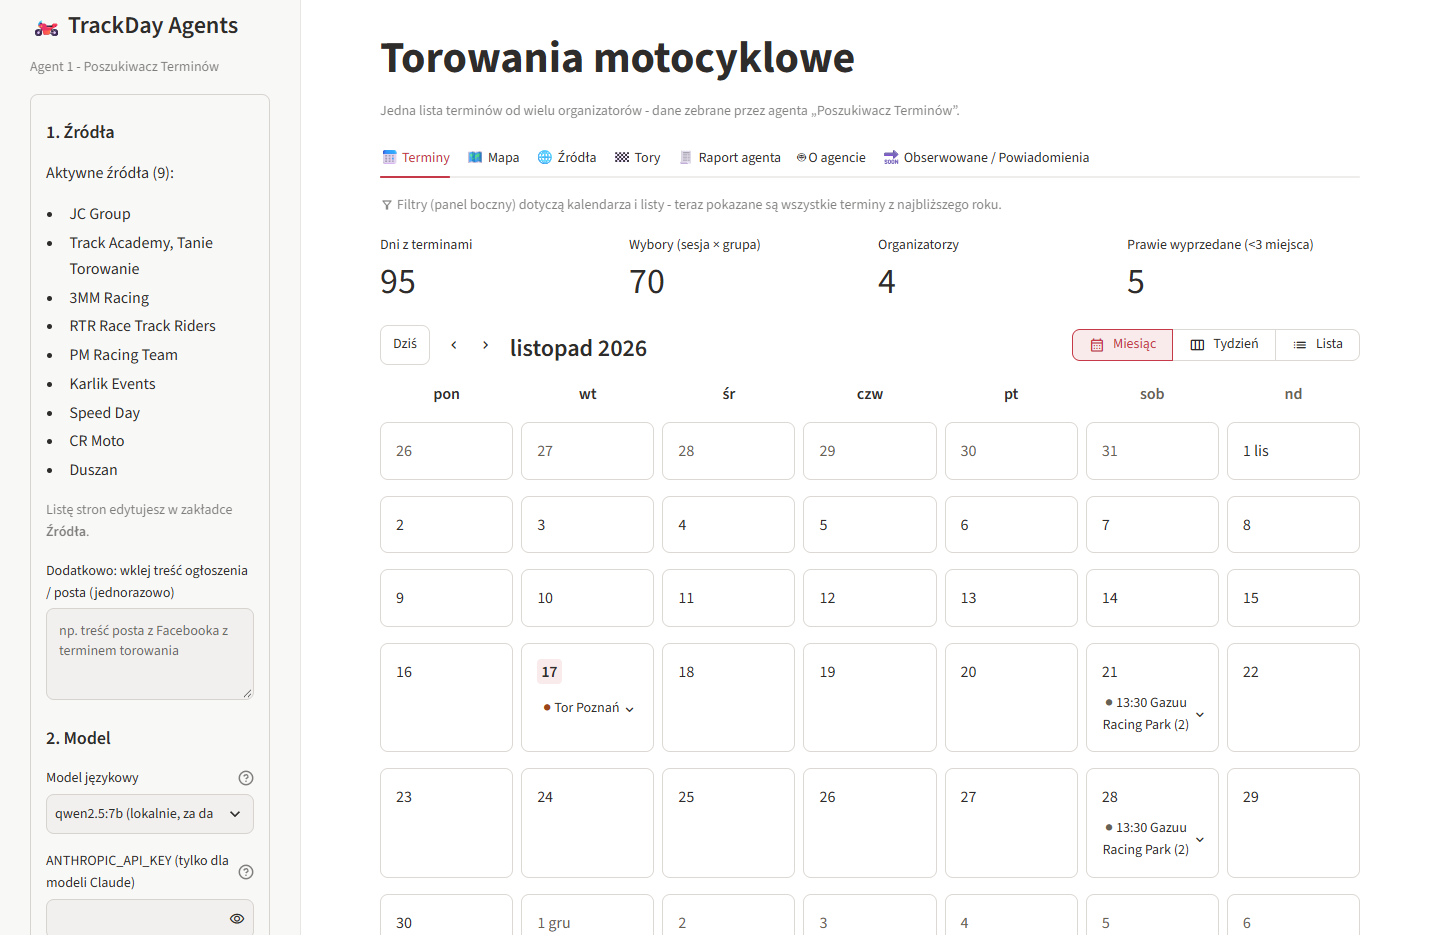 TrackDay Agents
Agent 1 - Poszukiwacz Terminów
1. Źródła
Aktywne źródła (9):
JC Group
Track Academy, Tanie
Torowanie
3MM Racing
RTR Race Track Riders
PM Racing Team
Karlik Events
Speed Day
CR Moto
Duszan
Listę stron edytujesz w zakładce
Źródła.
Dodatkowo: wklej treść ogłoszenia
/ posta (jednorazowo)
np. treść posta z Facebooka z
terminem torowania
2. Model
Model językowy
qwen2.5:7b (lokalnie, za da
ANTHROPIC_API_KEY (tylko dla
modeli Claude)
Torowania motocyklowe
Jedna lista terminów od wielu organizatorów - dane zebrane przez agenta „Poszukiwacz Terminów”.
Terminy Mapa Źródła Tory Raport agenta O agencie SOON Obserwowane / Powiadomienia
Filtry (panel boczny) dotyczą kalendarza i listy - teraz pokazane są wszystkie terminy z najbliższego roku.
Dni z terminami Wybory (sesja × grupa) Organizatorzy Prawie wyprzedane (<3 miejsca)
95 70 4 5
Dziś listopad 2026 Miesiąc Tydzień Lista
pon wt śr czw pt sob nd
26 27 28 29 30 31 1 lis
2 3 4 5 6 7 8
9 10 11 12 13 14 15
16 17 18 19 20 21 22
Tor Poznań 13:30 Gazuu
Racing Park (2)
23 24 25 26 27 28 29
13:30 Gazuu
Racing Park (2)
30 1 gru 2 3 4 5 6